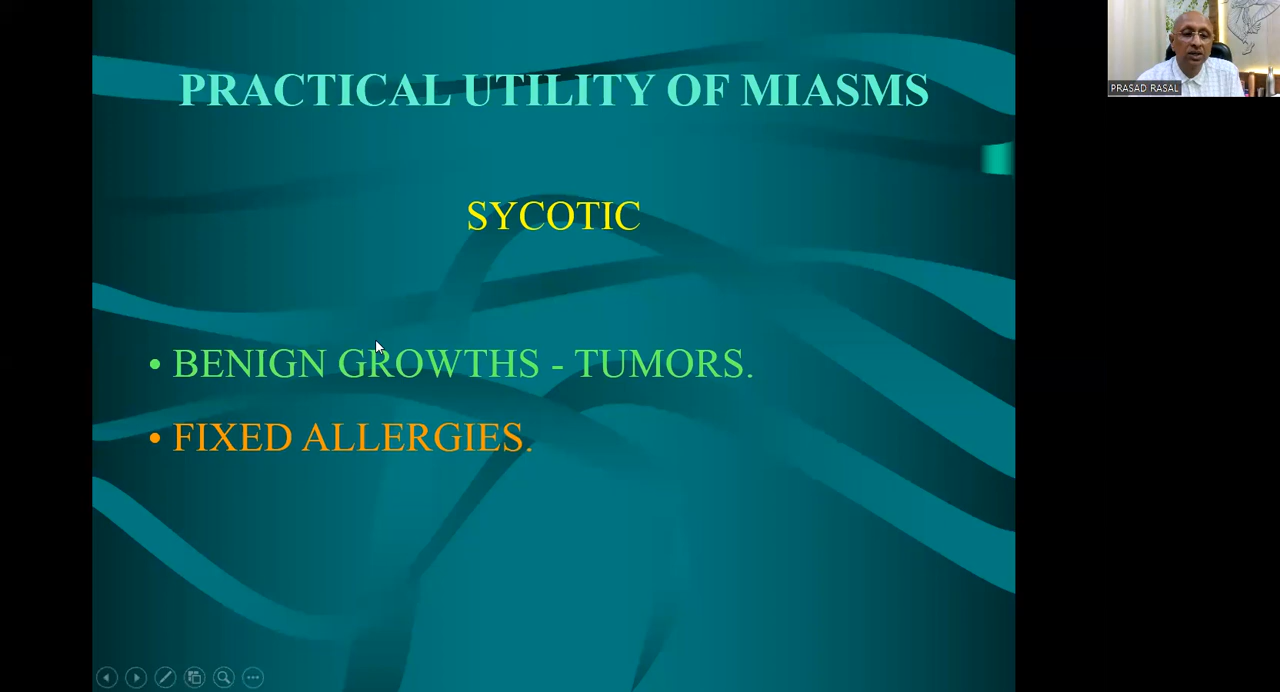 PRACTICAL UTILITY OF MIASMS
PRASAD RASAL
SYCOTIC
• BENIGN GROWTHS - TUMORS.
• FIXED ALLERGIES.